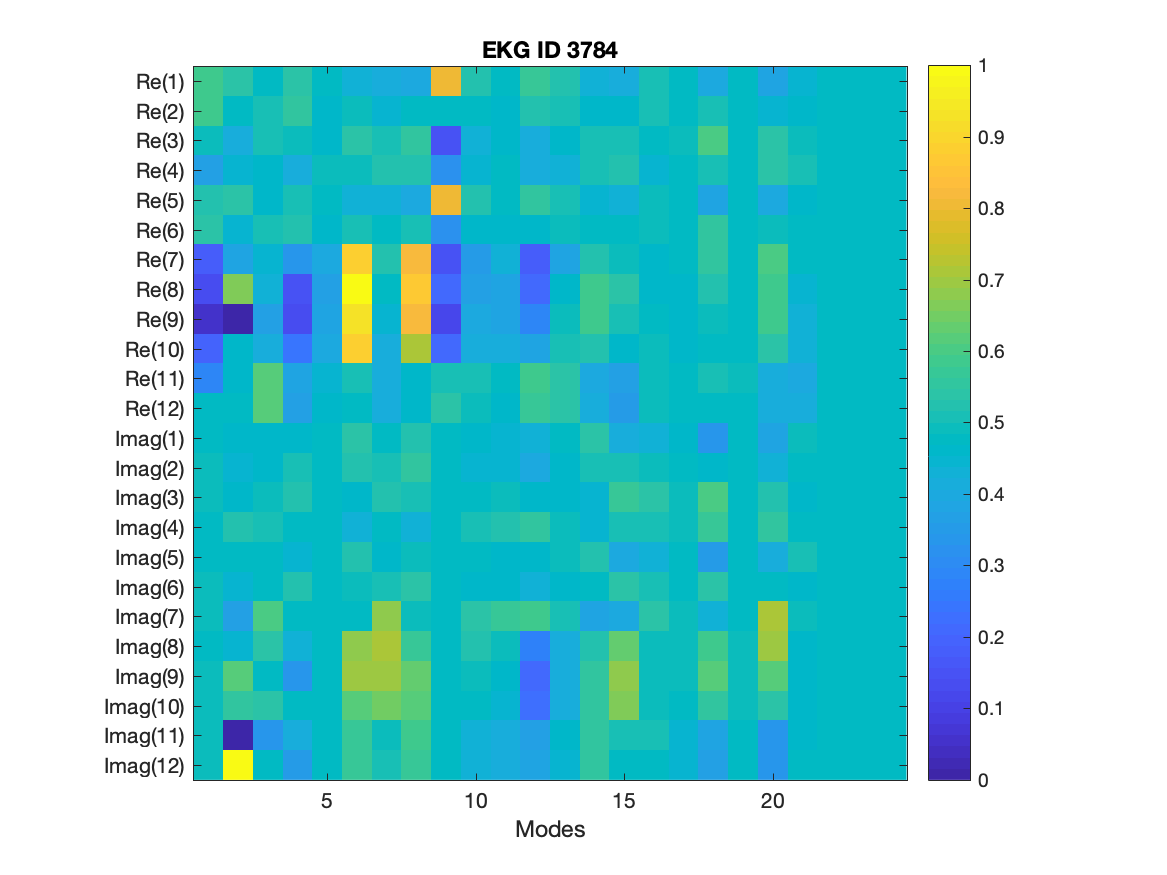 EKG ID 3784
Re(1)
Re(2)
Re(3)
Re(4)
Re(5)
Re(6)
Re(7)
Re(8)
Re(9)
Re(10)
Re(11)
Re(12)
Imag(1)
Imag(2)
Imag(3)
Imag(4)
Imag(5)
Imag(6)
Imag(7)
Imag(8)
Imag(9)
Imag(10)
Imag(11)
Imag(12)
5 10 15 20
Modes
1
0.9
0.8
0.7
0.6
0.5
0.4
0.3
0.2
0.1
0